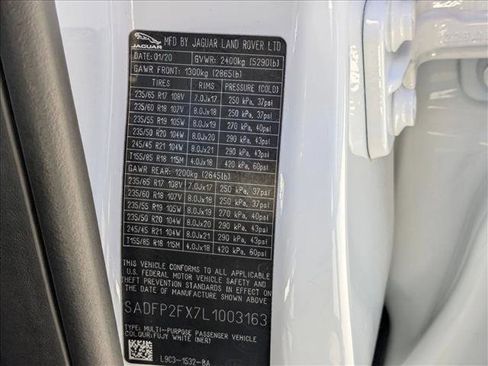 JAGUAR
MFD BY JAGUAR LAND ROVER LTD
DATE: 01/20 GVWR: 2400kg (5290lb)
GAWR FRONT: 1300kg (2865lb)
TIRES RIMS PRESSURE (COLD)
235/65 R17 108V 7.0Jx17 250 kPa, 37psi
235/60 R18 107V 8.0Jx18 250 kPa, 37psi
235/55 R19 105W 8.0Jx19 270 kPa, 40psi
235/50 R20 104W 8.0Jx20 290 kPa, 43psi
245/45 R21 104W 8.0Jx21 290 kPa, 43psi
T155/85 R18 115M 4.0Jx18 420 kPa, 60psi
GAWR REAR: 1200kg (2645lb)
235/65 R17 108V 7.0Jx17 250 kPa, 37psi
235/60 R18 107V 8.0Jx18 250 kPa, 37psi
235/55 R19 105W 8.0Jx19 270 kPa, 40psi
235/50 R20 104W 8.0Jx20 290 kPa, 43psi
245/45 R21 104W 8.0Jx21 290 kPa, 43psi
T155/85 R18 115M 4.0Jx18 420 kPa, 60psi
THIS VEHICLE CONFORMS TO ALL APPLICABLE
U.S. FEDERAL MOTOR VEHICLE SAFETY AND
THEFT PREVENTION STANDARDS IN EFFECT
ON THE DATE OF MANUFACTURE SHOWN ABOVE.
SADFP2FX7L1003163
TYPE: MULTI-PURPOSE PASSENGER VEHICLE
COLOUR: FUJI WHITE (NER)
L9C3-1532-BA